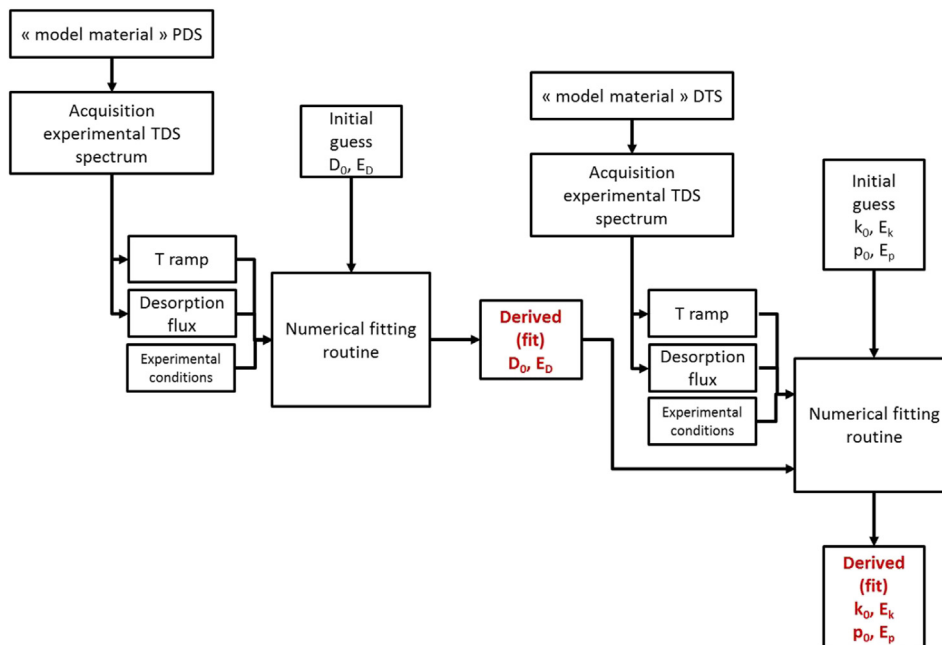 « model material » PDS
Acquisition
experimental TDS
spectrum
Initial
guess
D₀, E_D
T ramp
Desorption
flux
Experimental
conditions
Numerical fitting
routine
Derived
(fit)
D₀, E_D
« model material » DTS
Acquisition
experimental TDS
spectrum
Initial
guess
k₀, Eₖ
p₀, Eₚ
T ramp
Desorption
flux
Experimental
conditions
Numerical fitting
routine
Derived
(fit)
k₀, Eₖ
p₀, Eₚ